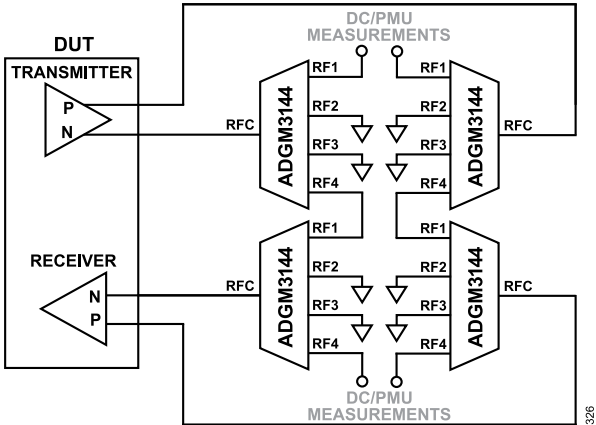 DC/PMU
MEASUREMENTS
DUT
TRANSMITTER
P
N
RFC
ADGM3144
RF1
RF2
RF3
RF4
RF1
RF2
RF3
RF4
ADGM3144
RFC
RECEIVER
N
P
RFC
ADGM3144
RF1
RF2
RF3
RF4
RF1
RF2
RF3
RF4
ADGM3144
RFC
DC/PMU
MEASUREMENTS
326